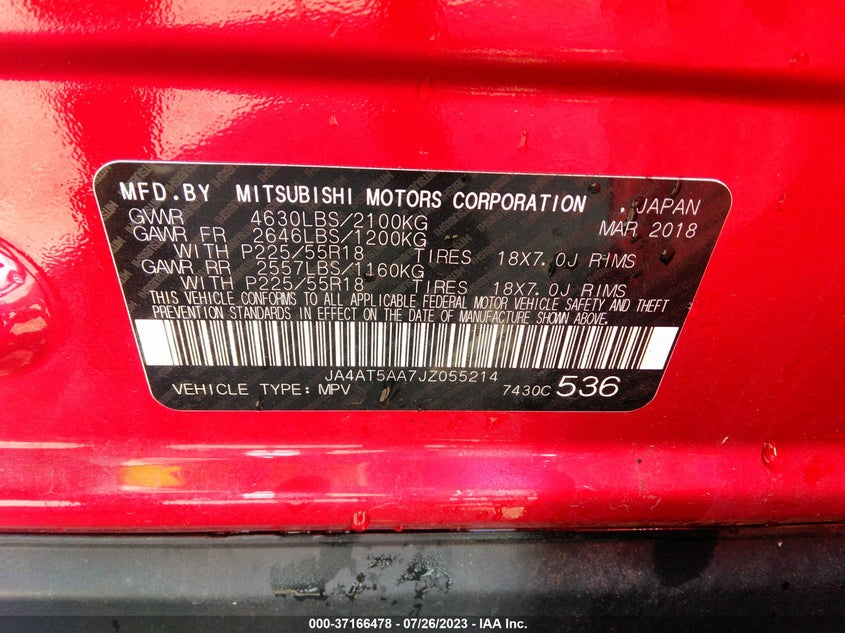 MFD.BY MITSUBISHI MOTORS CORPORATION , JAPAN
GVWR 4630LBS/2100KG MAR 2018
GAWR FR 2646LBS/1200KG
WITH P225/55R18 TIRES 18X7.0J RIMS
GAWR RR 2557LBS/1160KG
WITH P225/55R18 TIRES 18X7.0J RIMS
THIS VEHICLE CONFORMS TO ALL APPLICABLE FEDERAL MOTOR VEHICLE SAFETY AND THEFT
PREVENTION STANDARDS IN EFFECT ON THE DATE OF MANUFACTURE SHOWN ABOVE.
JA4AT5AA7JZ055214
VEHICLE TYPE: MPV 7430C 536
000-37166478 - 07/26/2023 - IAA Inc.